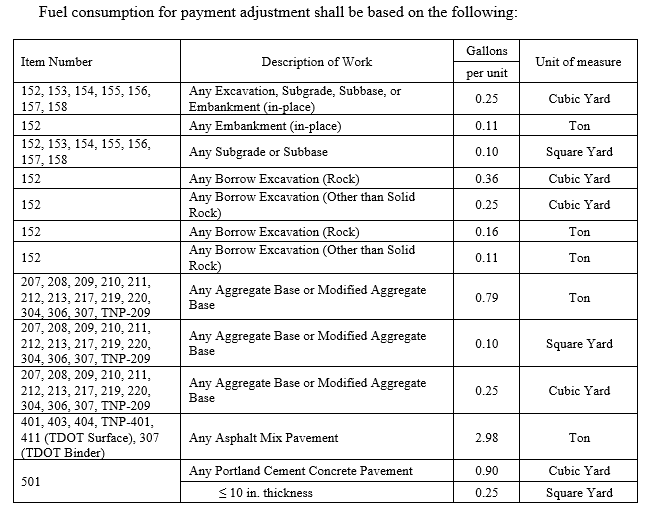 Fuel consumption for payment adjustment shall be based on the following:
Item Number
Description of Work
Gallons
per unit
Unit of measure
152, 153, 154, 155, 156,
157, 158
Any Excavation, Subgrade, Subbase, or
Embankment (in-place)
0.25
Cubic Yard
152
Any Embankment (in-place)
0.11
Ton
152, 153, 154, 155, 156,
157, 158
Any Subgrade or Subbase
0.10
Square Yard
152
Any Borrow Excavation (Rock)
0.36
Cubic Yard
152
Any Borrow Excavation (Other than Solid
Rock)
0.25
Cubic Yard
152
Any Borrow Excavation (Rock)
0.16
Ton
152
Any Borrow Excavation (Other than Solid
Rock)
0.11
Ton
207, 208, 209, 210, 211,
212, 213, 217, 219, 220,
304, 306, 307, TNP-209
Any Aggregate Base or Modified Aggregate
Base
0.79
Ton
207, 208, 209, 210, 211,
212, 213, 217, 219, 220,
304, 306, 307, TNP-209
Any Aggregate Base or Modified Aggregate
Base
0.10
Square Yard
207, 208, 209, 210, 211,
212, 213, 217, 219, 220,
304, 306, 307, TNP-209
Any Aggregate Base or Modified Aggregate
Base
0.25
Cubic Yard
401, 403, 404, TNP-401,
411 (TDOT Surface), 307
(TDOT Binder)
Any Asphalt Mix Pavement
2.98
Ton
501
Any Portland Cement Concrete Pavement
0.90
Cubic Yard
≤ 10 in. thickness
0.25
Square Yard